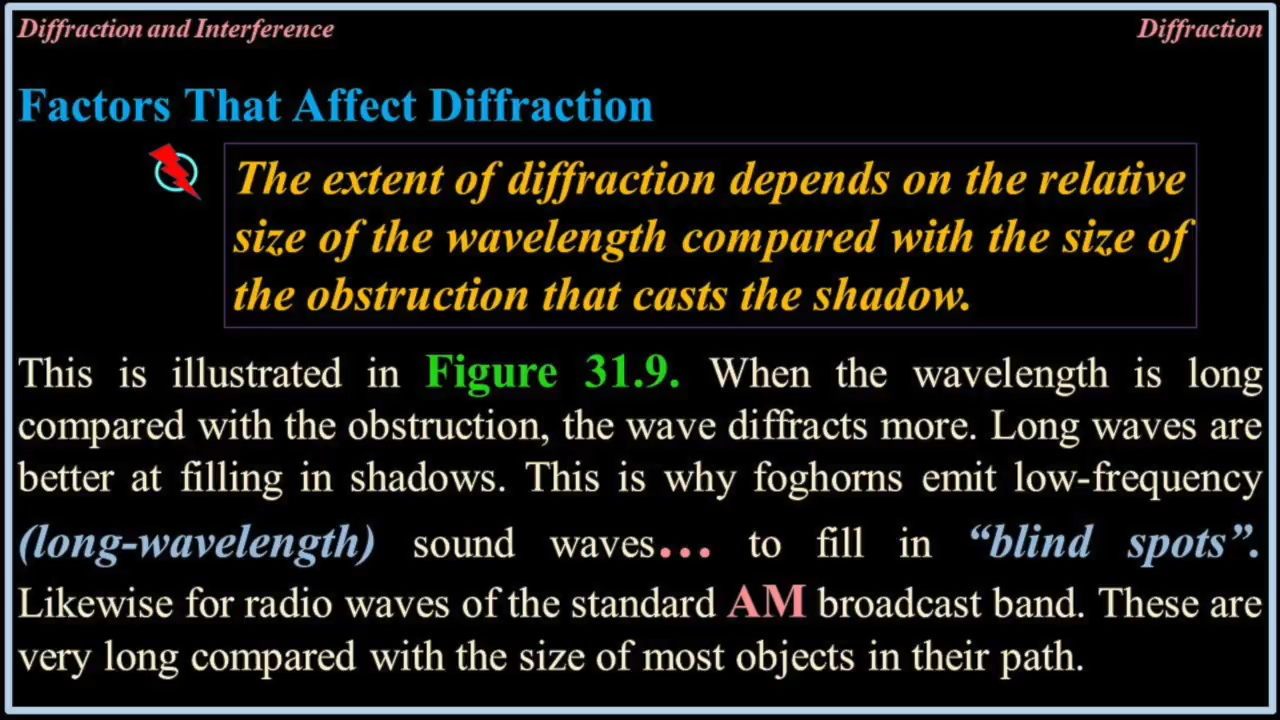 Diffraction and Interference
Diffraction
Factors That Affect Diffraction
The extent of diffraction depends on the relative
size of the wavelength compared with the size of
the obstruction that casts the shadow.
This is illustrated in Figure 31.9. When the wavelength is long
compared with the obstruction, the wave diffracts more. Long waves are
better at filling in shadows. This is why foghorns emit low-frequency
(long-wavelength) sound waves… to fill in “blind spots”.
Likewise for radio waves of the standard AM broadcast band. These are
very long compared with the size of most objects in their path.